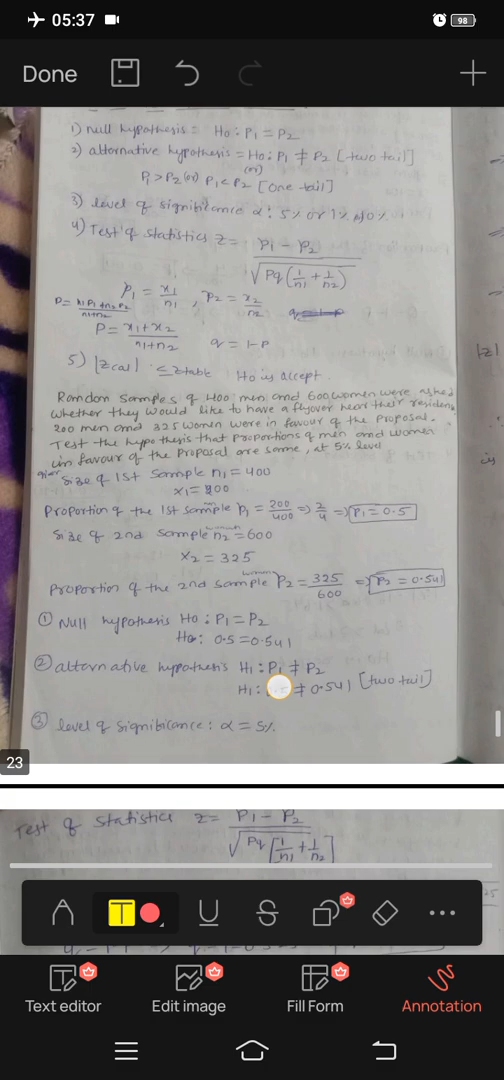 05:37
98
Done
1) null hypothesis = Ho: P1 = P2
2) alternative hypothesis = Ho: P1 ≠ P2 [two tail]
(or)
P1 > P2 (or) P1 < P2 [One tail]
3) level of significance α: 5% or 1%
4) Test of statistics z = P1 - P2
√Pq(1/n1 + 1/n2)
P1 = x1/n1, P2 = x2/n2
P = n1P1+n2P2/n1+n2
P = x1+x2/n1+n2 q = 1-P
5) |zcal| ≤ ztable Ho is accept.
|z|
Random samples of 400 men and 600 women were asked
whether they would like to have a flyover near their residen
200 men and 325 women were in favour of the Proposal.
Test the hypothesis that proportions of men and women
in favour of the Proposal are same, at 5% level
is
Size of 1st Sample n1 = 400
x1 = 200
Proportion of the 1st sample P1 = 200/400 ⇒ 2/4 ⇒ P1 = 0.5
Size of 2nd sample n2 = 600
women
x2 = 325
women
Proportion of the 2nd sample P2 = 325/600 ⇒ P2 = 0.541
① Null hypothesis Ho: P1 = P2
Ho: 0.5 = 0.541
② alternative hypothesis H1: P1 ≠ P2
H1: ≠ 0.541 [two tail]
③ level of significance: α = 5%.
23
Test of statistics z = P1 - P2
√Pq[1/n1 + 1/n2]
T
Text editor
Edit image
Fill Form
Annotation